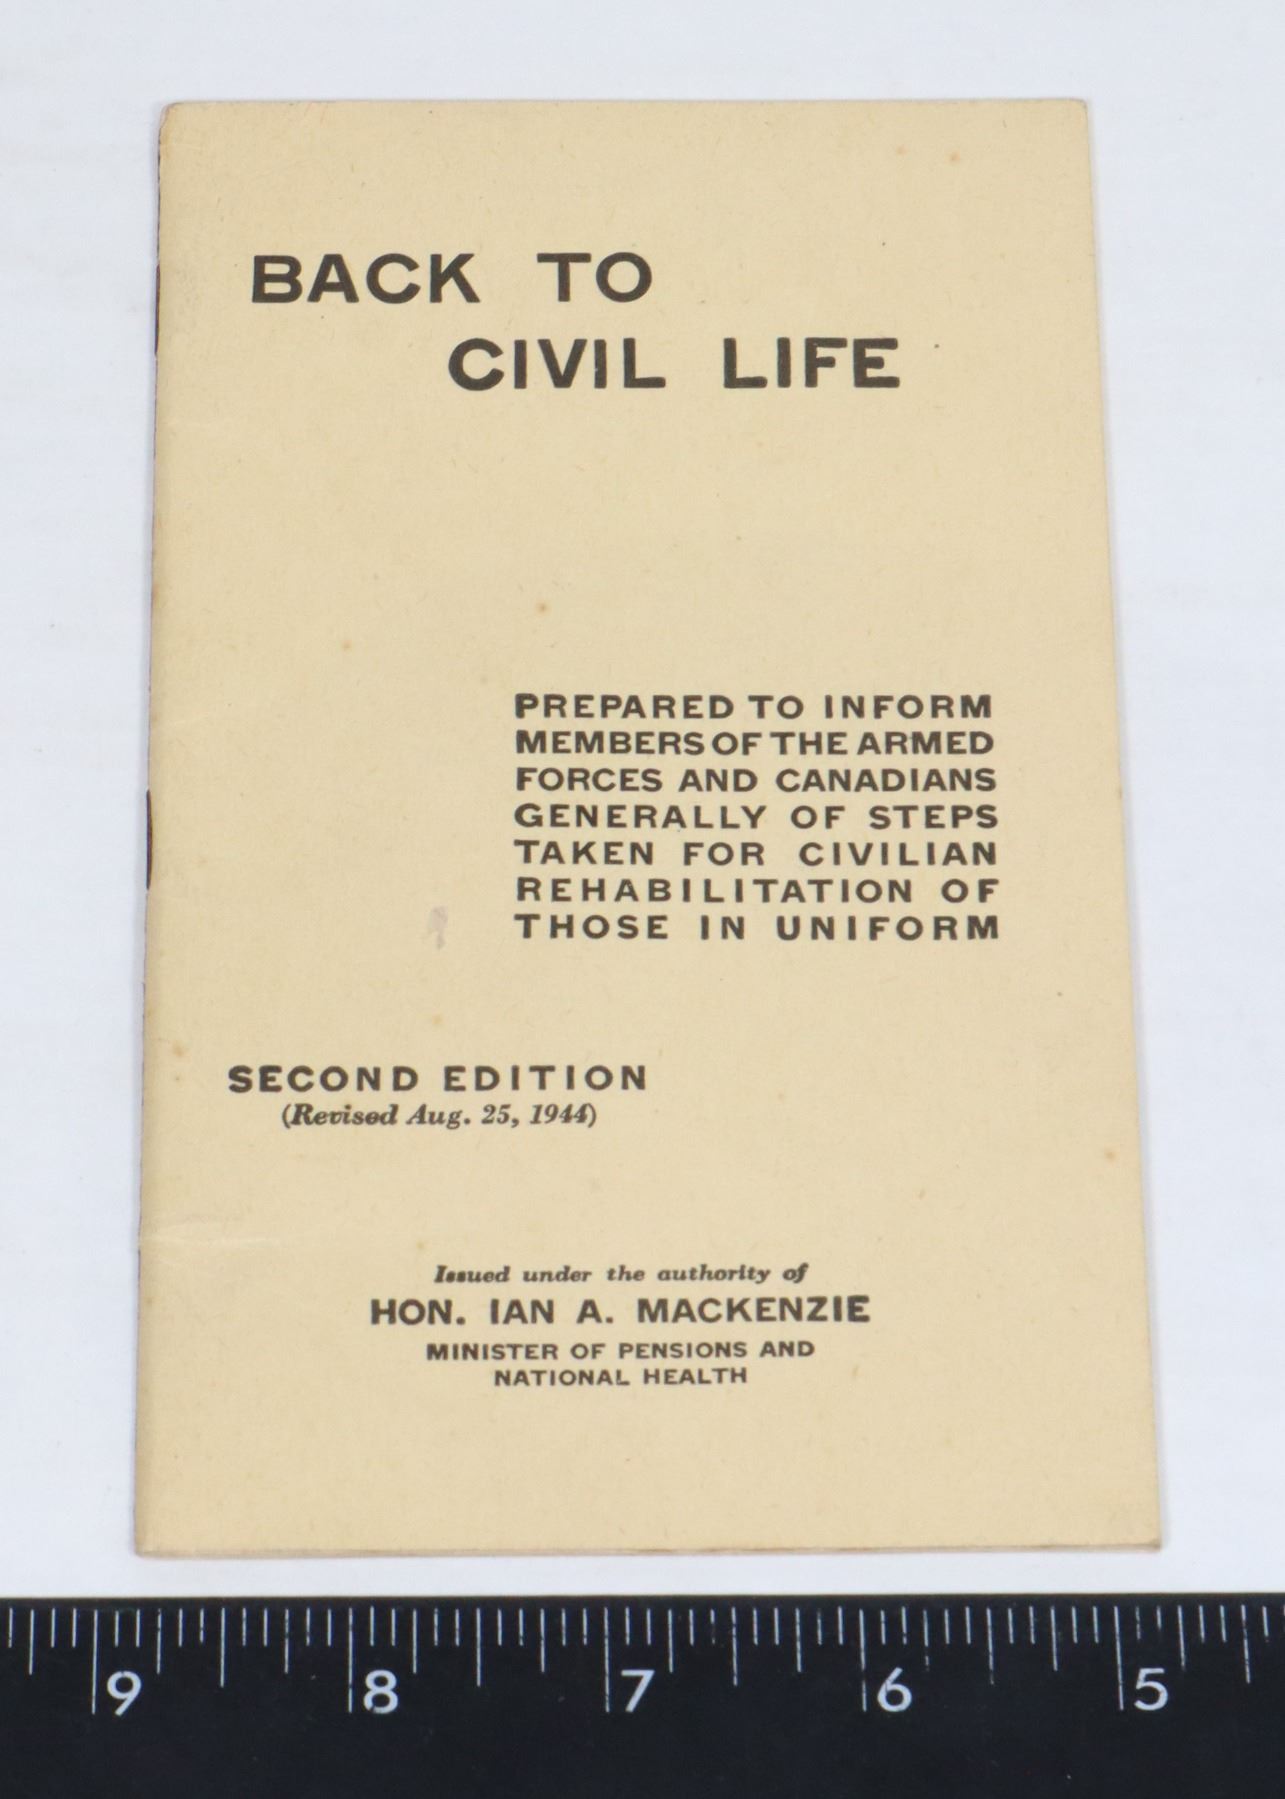 BACK TO
CIVIL LIFE
PREPARED TO INFORM
MEMBERS OF THE ARMED
FORCES AND CANADIANS
GENERALLY OF STEPS
TAKEN FOR CIVILIAN
REHABILITATION OF
THOSE IN UNIFORM
SECOND EDITION
(Revised Aug. 25, 1944)
Issued under the authority of
HON. IAN A. MACKENZIE
MINISTER OF PENSIONS AND
NATIONAL HEALTH
9 8 7 6 5